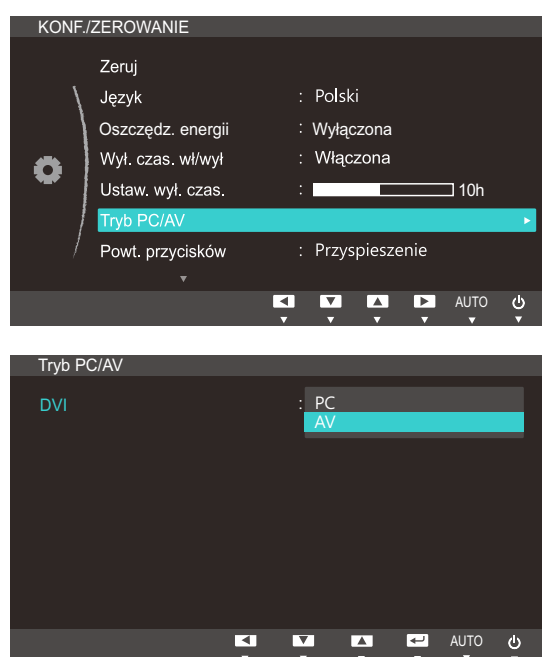 KONF./ZEROWANIE
Zeruj
Język : Polski
Oszczędz. energii : Wyłączona
Wył. czas. wł/wył : Włączona
Ustaw. wył. czas. : 10h
Tryb PC/AV
Powt. przycisków : Przyspieszenie
AUTO
Tryb PC/AV
DVI : PC
AV
AUTO